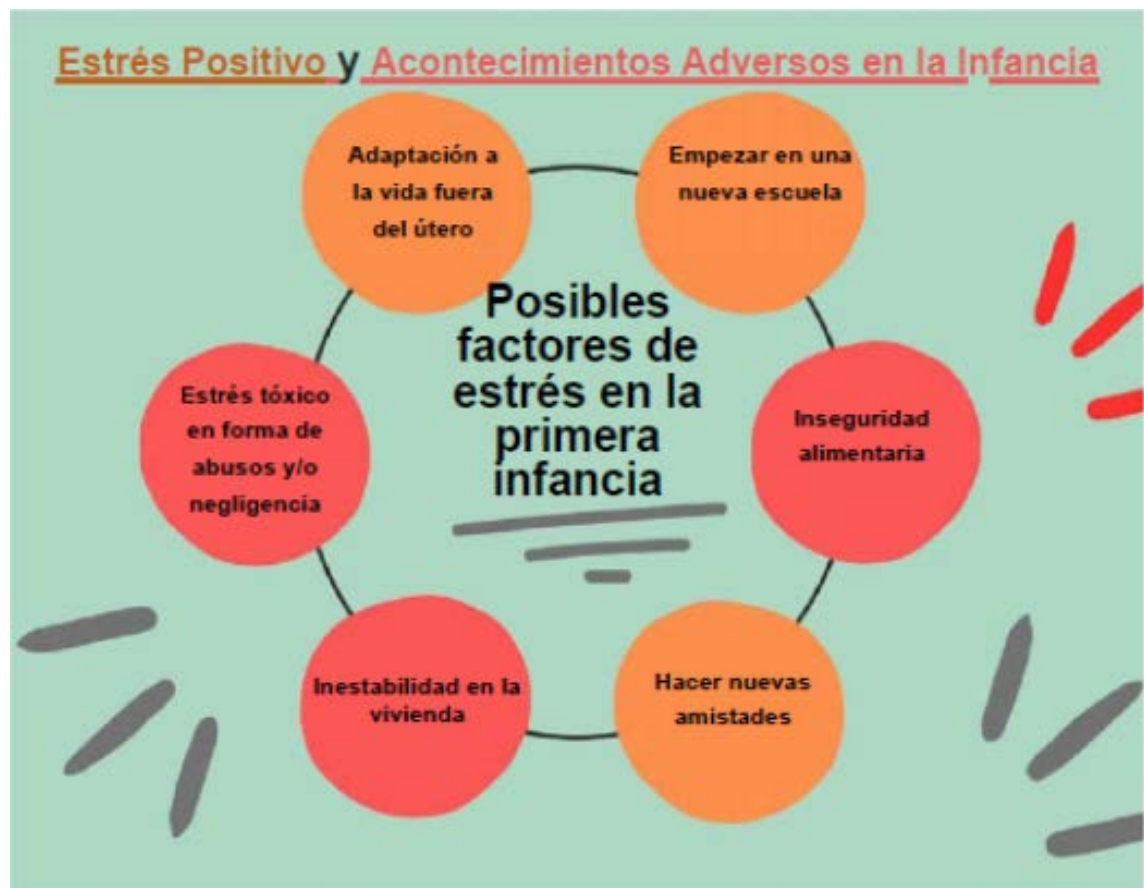 Estrés Positivo y Acontecimientos Adversos en la Infancia
Adaptación a
la vida fuera
del útero
Empezar en una
nueva escuela
Posibles
factores de
estrés en la
primera
infancia
Estrés tóxico
en forma de
abusos y/o
negligencia
Inseguridad
alimentaria
Inestabilidad en la
vivienda
Hacer nuevas
amistades